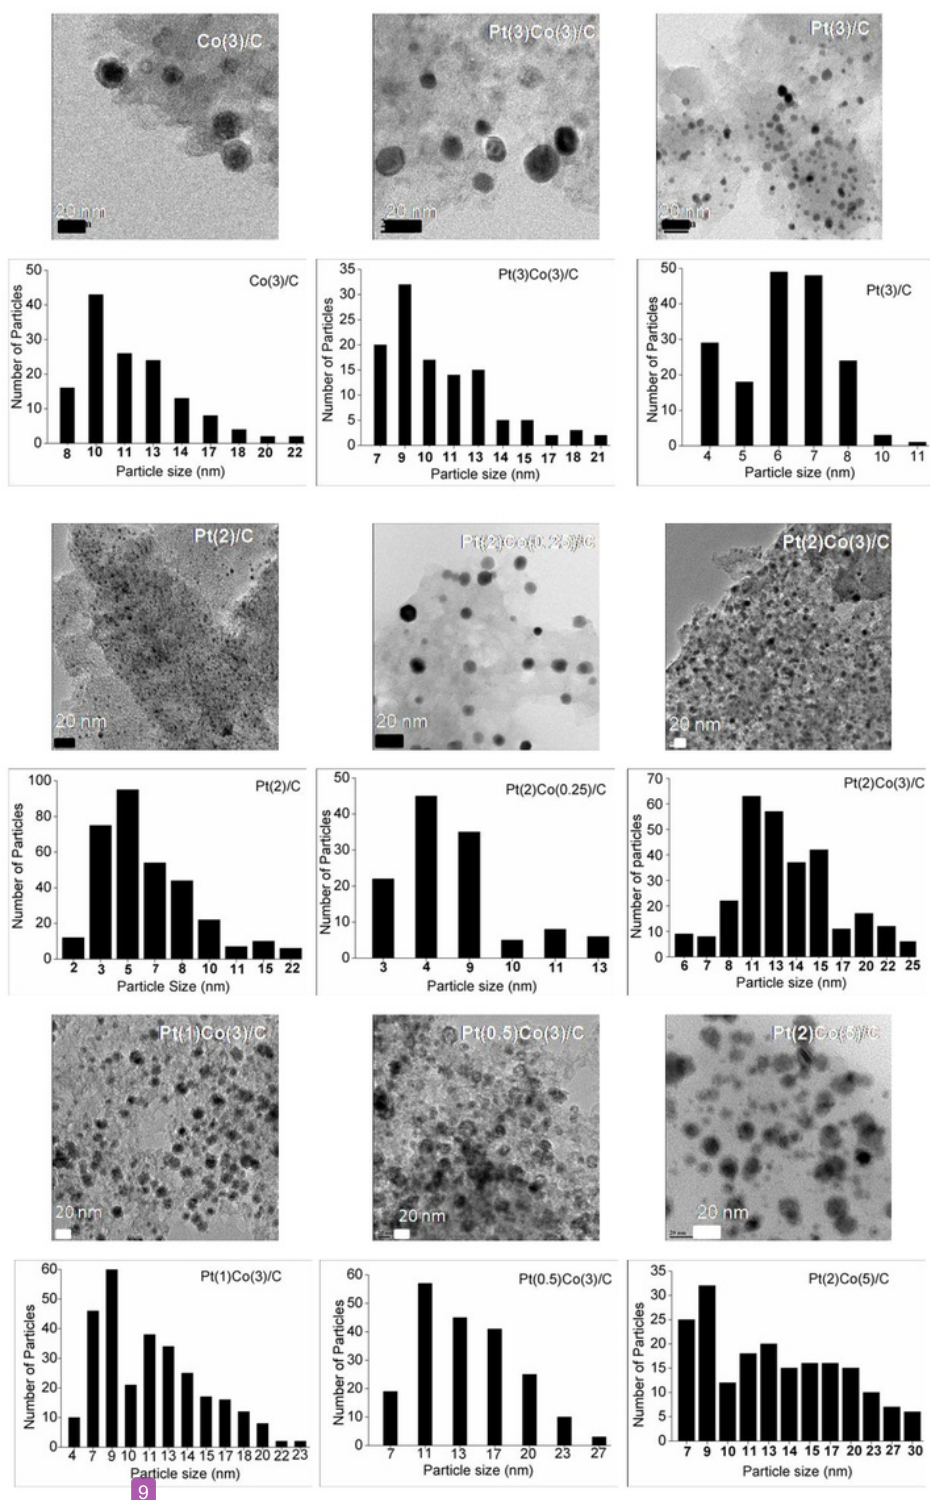 Co(3)/C
Pt(3)Co(3)/C
Pt(3)/C
20 nm
20 nm
20 nm
Number of Particles
50
40
30
20
10
0
Co(3)/C
8 10 11 13 14 17 18 20 22
Particle size (nm)
Number of Particles
35
30
25
20
15
10
5
0
Pt(3)Co(3)/C
7 9 10 11 13 14 15 17 18 21
Particle size (nm)
Number of Particles
50
40
30
20
10
0
Pt(3)/C
4 5 6 7 8 10 11
Particle size (nm)
Pt(2)/C
Pt(2)Co(0.25)/C
Pt(2)Co(3)/C
20 nm
20 nm
20 nm
Number of Particles
100
80
60
40
20
0
Pt(2)/C
2 3 5 7 8 10 11 15 22
Particle Size (nm)
Number of Particles
50
40
30
20
10
0
Pt(2)Co(0.25)/C
3 4 9 10 11 13
Particle size (nm)
Number of particles
70
60
50
40
30
20
10
0
Pt(2)Co(3)/C
6 7 8 11 13 14 15 17 20 22 25
Particle size (nm)
Pt(1)Co(3)/C
Pt(0.5)Co(3)/C
Pt(2)Co(5)/C
20 nm
20 nm
20 nm
Number of Particles
60
50
40
30
20
10
0
Pt(1)Co(3)/C
4 7 9 10 11 13 14 15 17 18 20 22 23
Particle size (nm)
Number of Particles
60
50
40
30
20
10
0
Pt(0.5)Co(3)/C
7 11 13 17 20 23 27
Particle size (nm)
Number of Particles
35
30
25
20
15
10
5
0
Pt(2)Co(5)/C
7 9 10 11 13 14 15 17 20 23 27 30
Particle size (nm)
9